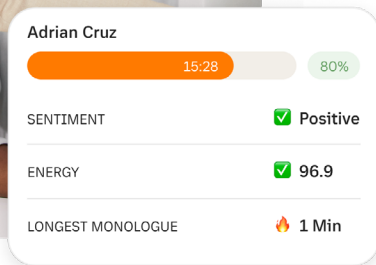 Adrian Cruz
15:28 80%
SENTIMENT ✅ Positive
ENERGY ✅ 96.9
LONGEST MONOLOGUE 🔥 1 Min